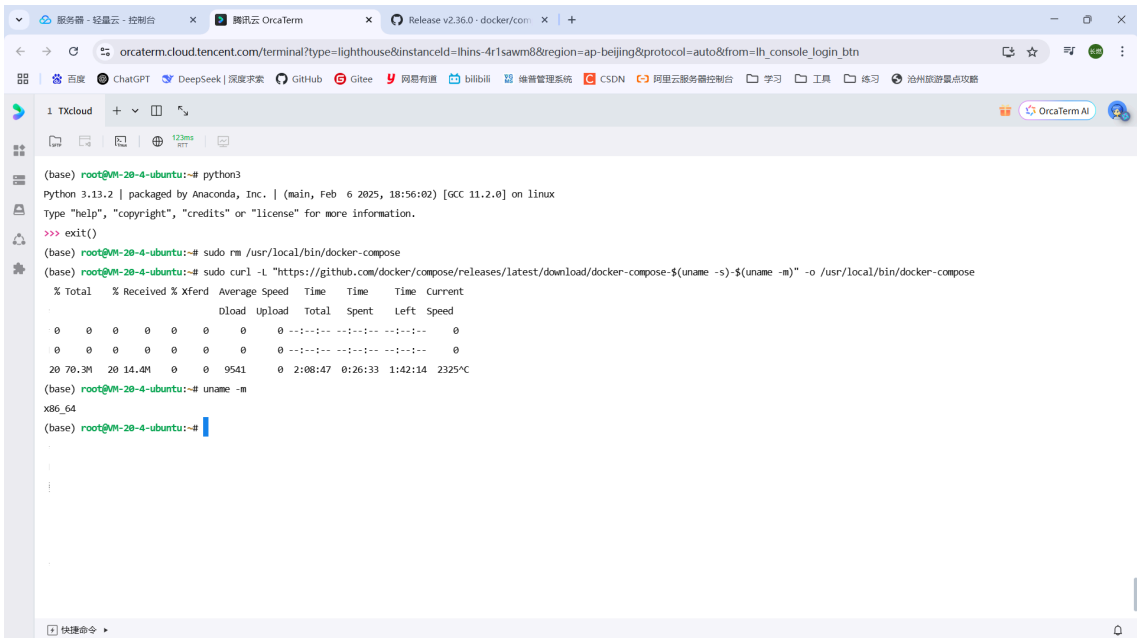 服务器 - 轻量云 - 控制台
腾讯云 OrcaTerm
Release v2.36.0 · docker/com
orcaterm.cloud.tencent.com/terminal?type=lighthouse&instanceId=lhins-4r1sawm8&region=ap-beijing&protocol=auto&from=lh_console_login_btn
百度 ChatGPT DeepSeek | 深度求索 GitHub Gitee 网易有道 bilibili 维普管理系统 CSDN 阿里云服务器控制台 学习 工具 练习 沧州旅游景点攻略
1 TXcloud
OrcaTerm AI
123ms
RTT
(base) root@VM-20-4-ubuntu:~# python3
Python 3.13.2 | packaged by Anaconda, Inc. | (main, Feb  6 2025, 18:56:02) [GCC 11.2.0] on linux
Type "help", "copyright", "credits" or "license" for more information.
>>> exit()
(base) root@VM-20-4-ubuntu:~# sudo rm /usr/local/bin/docker-compose
(base) root@VM-20-4-ubuntu:~# sudo curl -L "https://github.com/docker/compose/releases/latest/download/docker-compose-$(uname -s)-$(uname -m)" -o /usr/local/bin/docker-compose
% Total % Received % Xferd Average Speed Time Time Time Current
Dload Upload Total Spent Left Speed
0 0 0 0 0 0 0 0 --:--:-- --:--:-- --:--:-- 0
0 0 0 0 0 0 0 0 --:--:-- --:--:-- --:--:-- 0
20 70.3M 20 14.4M 0 0 9541 0 2:08:47 0:26:33 1:42:14 2325^C
(base) root@VM-20-4-ubuntu:~# uname -m
x86_64
(base) root@VM-20-4-ubuntu:~#
快捷命令